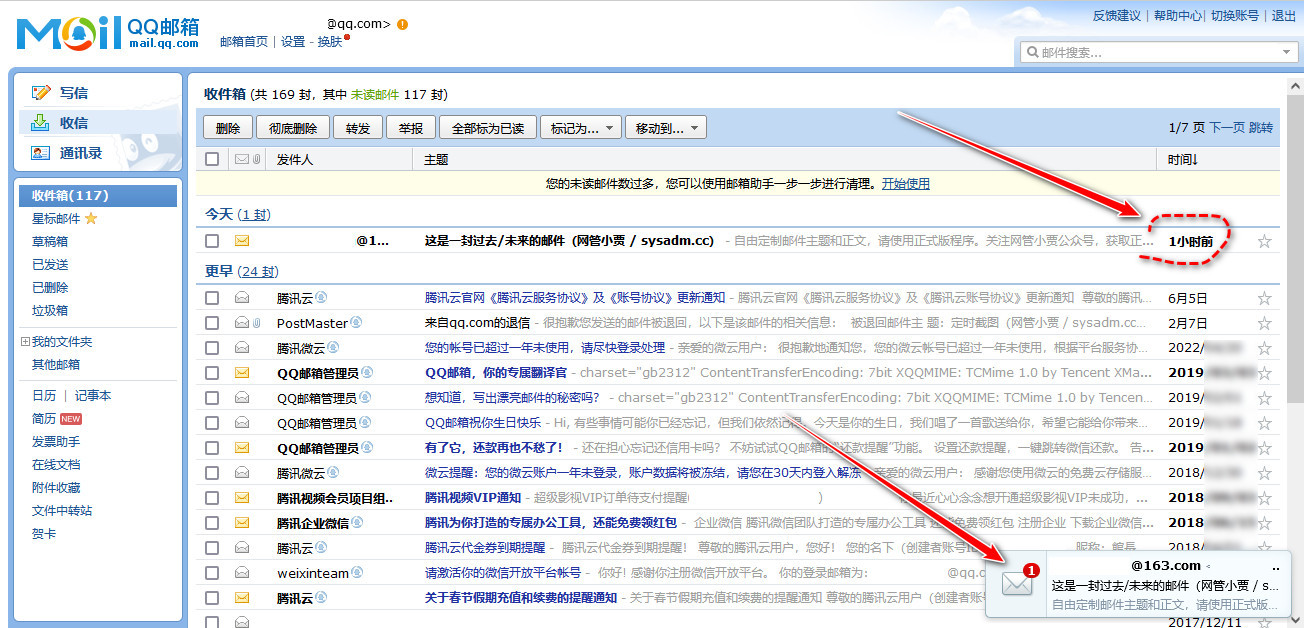 Mail QQ邮箱 mail.qq.com
@qq.com>
邮箱首页 | 设置 - 换肤
反馈建议 | 帮助中心 | 切换账号 | 退出
邮件搜索...
写信
收信
通讯录
收件箱(117)
星标邮件
草稿箱
已发送
已删除
垃圾箱
我的文件夹
其他邮箱
日历 | 记事本
简历 NEW
发票助手
在线文档
附件收藏
文件中转站
贺卡
收件箱 (共 169 封，其中 未读邮件 117 封)
删除 彻底删除 转发 举报 全部标为已读 标记为... 移动到...
1/7 页 下一页 跳转
发件人 主题 时间↓
您的未读邮件数过多，您可以使用邮箱助手一步一步进行清理。开始使用
今天 (1 封)
@1... 这是一封过去/未来的邮件（网管小贾 / sysadm.cc） - 自由定制邮件主题和正文，请使用正式版程序。关注网管小贾公众号，获取正... 1小时前
更早 (24 封)
腾讯云 腾讯云官网《腾讯云服务协议》及《账号协议》更新通知 - 腾讯云官网《腾讯云服务协议》及《账号协议》更新通知 尊敬的腾讯... 6月5日
PostMaster 来自qq.com的退信 - 很抱歉您发送的邮件被退回，以下是该邮件的相关信息： 被退回邮件主 题：定时截图（网管小贾 / sysadm.cc... 2月7日
腾讯微云 您的帐号已超过一年未使用，请尽快登录处理 - 亲爱的微云用户： 很抱歉地通知您，您的微云帐号已超过一年未使用，根据平台服务协... 2022/
QQ邮箱管理员 QQ邮箱，你的专属翻译官 - charset="gb2312" ContentTransferEncoding: 7bit XQQMIME: TCMime 1.0 by Tencent XMa... 2019
QQ邮箱管理员 想知道，写出漂亮邮件的秘密吗？ - charset="gb2312" ContentTransferEncoding: 7bit XQQMIME: TCMime 1.0 by Tencen... 2019/
QQ邮箱管理员 QQ邮箱祝你生日快乐 - Hi, 有些事情可能你已经忘记，但我们依然记得，今天是你的生日，我们唱了一首歌送给你，希望它能给你带来... 2019/
QQ邮箱管理员 有了它，还款再也不愁了！ - 还在担心忘记还信用卡吗？ 不妨试试QQ邮箱的“还款提醒”功能。 设置还款提醒，一键跳转微信还款。 告... 2019
腾讯微云 微云提醒：您的微云账户一年未登录，账户数据将被冻结，请您在30天内登入解冻 - 亲爱的微云用户： 感谢您使用微云的免费云存储服... 2018/
腾讯视频会员项目组.. 腾讯视频VIP通知 - 超级影视VIP订单待支付提醒( ) 近心心念念想开通超级影视VIP未成功，... 2018
腾讯企业微信 腾讯为你打造的专属办公工具，还能免费领红包 - 企业微信 腾讯微信团队打造的专属办公工具 还能免费领红包 注册企业 下载企业微信... 2018
腾讯云 腾讯云代金券到期提醒 - 腾讯云代金券到期提醒！ 尊敬的腾讯云用户，您好！ 您的名下（创建者账号 昵称：館長 2018/
weixinteam 请激活你的微信开放平台帐号 - 你好! 感谢你注册微信开放平台。 你的登录邮箱为： @qq.c
腾讯云 关于春节假期充值和续费的提醒通知 - 关于春节假期充值和续费的提醒通知 尊敬的腾讯云用户（创建者账
2017/12/11
1
@163.com
这是一封过去/未来的邮件（网管小贾 / s...
自由定制邮件主题和正文，请使用正式版...